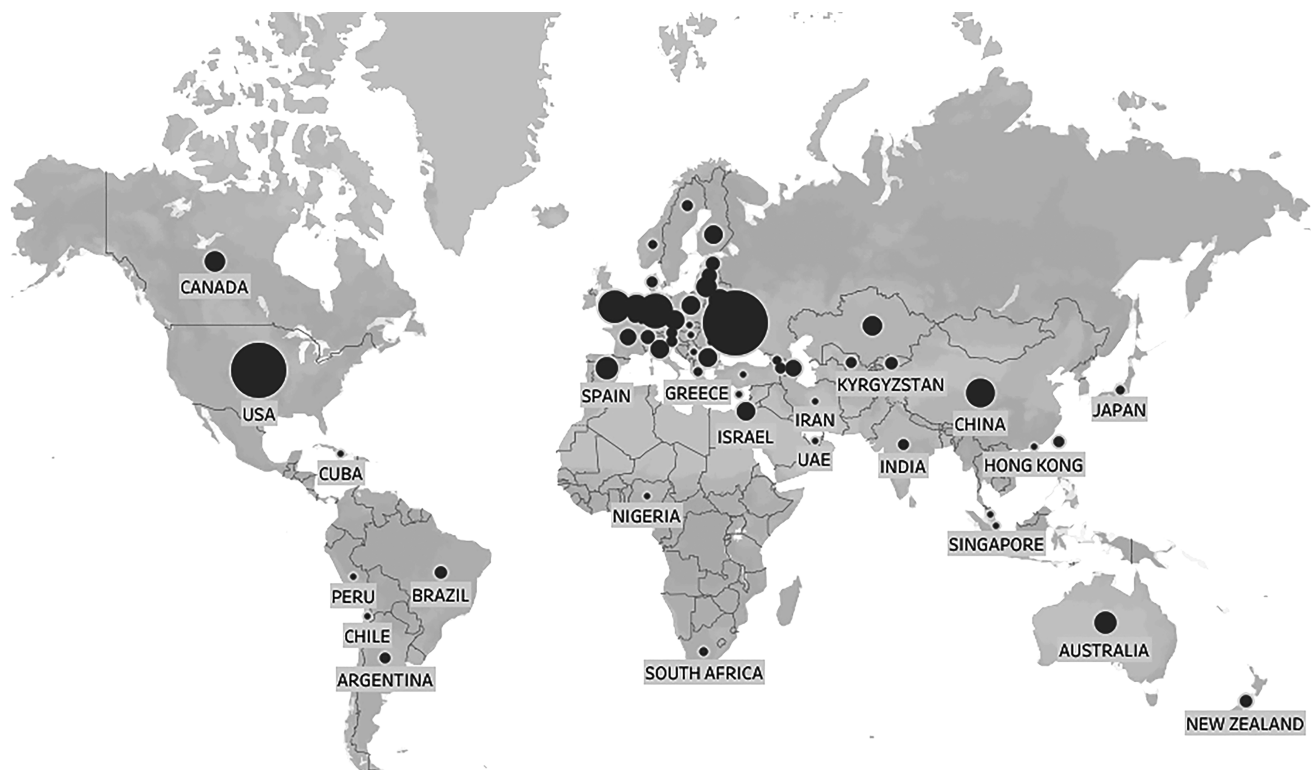 CANADA
USA
SPAIN
GREECE
KYRGYZSTAN
IRAN
CHINA
JAPAN
ISRAEL
UAE
INDIA
HONG KONG
CUBA
NIGERIA
SINGAPORE
PERU
BRAZIL
CHILE
AUSTRALIA
ARGENTINA
SOUTH AFRICA
NEW ZEALAND